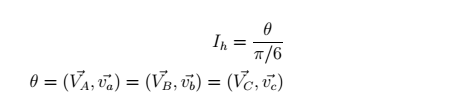 I_h = \frac{\theta}{\pi/6}
\theta = (\vec{V_A}, \vec{v_a}) = (\vec{V_B}, \vec{v_b}) = (\vec{V_C}, \vec{v_c})